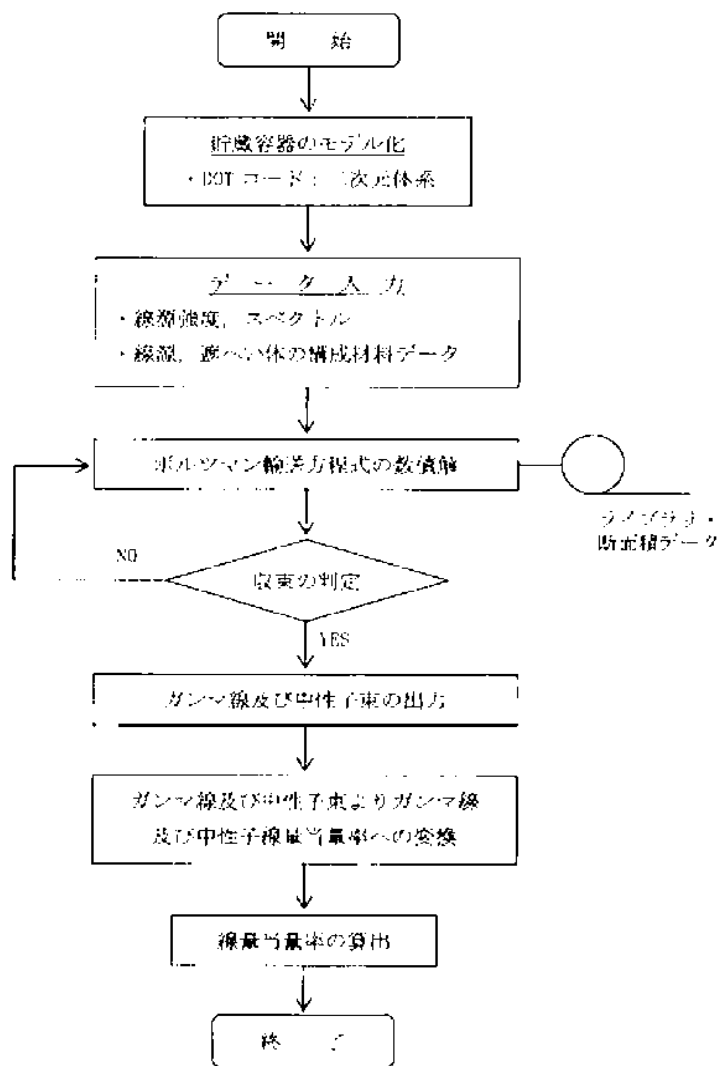 開　始
貯蔵容器のモデル化
・DOTコード：二次元体系
データ入力
・線源強度，スペクトル
・線源，遮へい体の構成材料データ
ボルツマン輸送方程式の数値解
ライブラリ・
断面積データ
NO
収束の判定
YES
ガンマ線及び中性子束の出力
ガンマ線及び中性子束よりガンマ線
及び中性子線量当量率への変換
線量当量率の算出
終　了